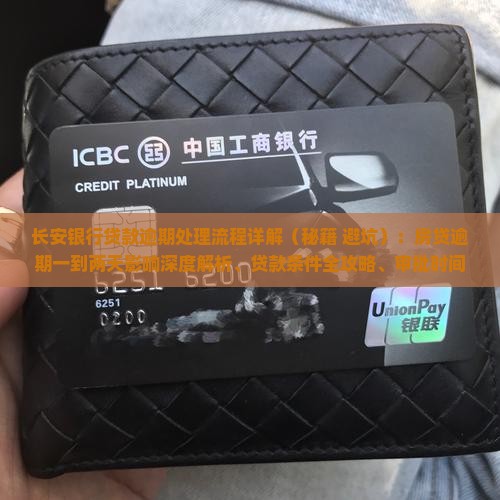 ICBC 中国工商银行
CREDIT PLATINUM
长安银行贷款逾期处理流程详解（秘籍 避坑）：房贷逾
期一到两天影响深度解析、贷款条件全攻略、审批时间
6251 6200
6251
0200
UnionPay
银联